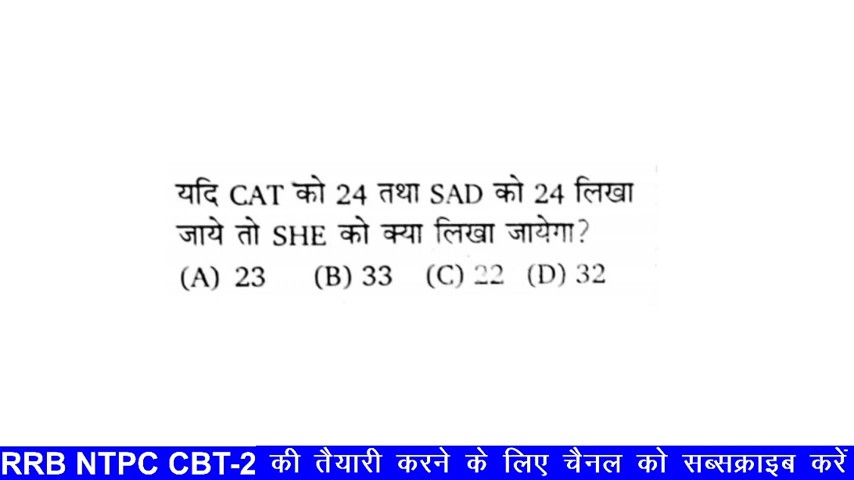 यदि CAT को 24 तथा SAD को 24 लिखा
जाये तो SHE को क्या लिखा जायेगा?
(A) 23 (B) 33 (C) 22 (D) 32
RRB NTPC CBT-2 की तैयारी करने के लिए चैनल को सब्सक्राइब करें